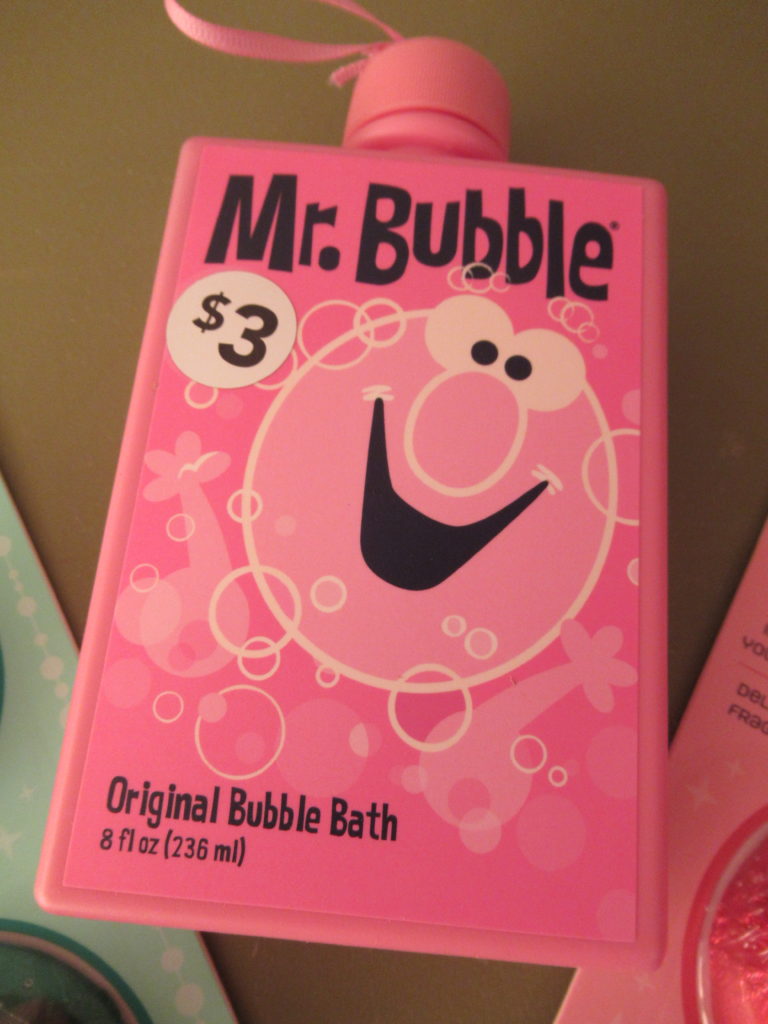 Mr. Bubble®
$3
Original Bubble Bath
8 fl oz (236 ml)